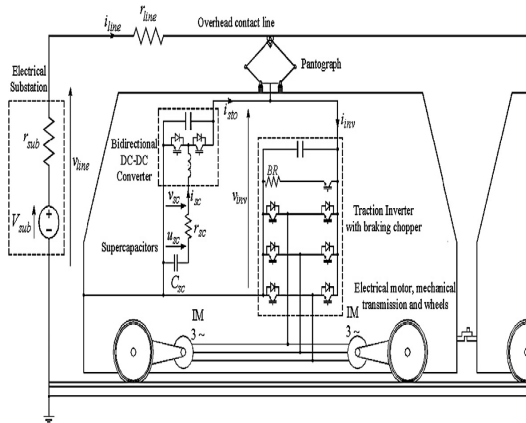 i_line
r_line
Overhead contact line
Electrical
Substation
Pantograph
i_sto
i_inv
Bidirectional
DC-DC
Converter
r_sub
v_line
BR
v_sc
i_sc
v_inv
Traction Inverter
with braking chopper
V_sub
r_sc
Supercapacitors
u_sc
C_sc
Electrical motor, mechanical
transmission and wheels
IM
3 ~
IM
3 ~